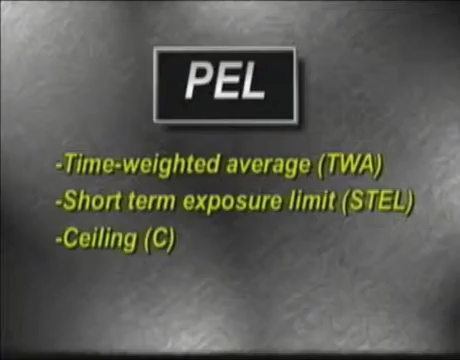 PEL
-Time-weighted average (TWA)
-Short term exposure limit (STEL)
-Ceiling (C)